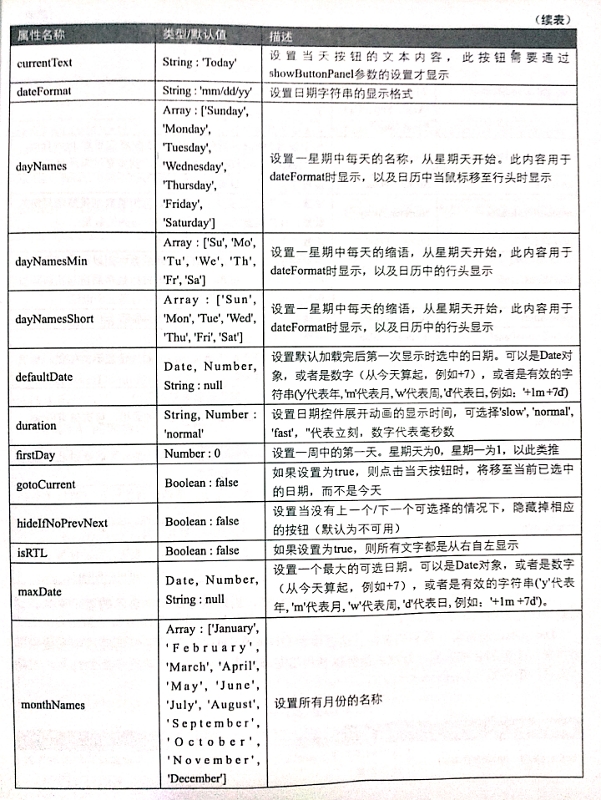 （续表）
属性名称 类型/默认值 描述
currentText String : 'Today' 设置当天按钮的文本内容，此按钮需要通过
showButtonPanel参数的设置才显示
dateFormat String : 'mm/dd/yy' 设置日期字符串的显示格式
dayNames
Array : ['Sunday',
'Monday',
'Tuesday',
'Wednesday',
'Thursday',
'Friday',
'Saturday']
设置一星期中每天的名称，从星期天开始。此内容用于
dateFormat时显示，以及日历中当鼠标移至行头时显示
dayNamesMin
Array : ['Su', 'Mo',
'Tu', 'We', 'Th',
'Fr', 'Sa']
设置一星期中每天的缩语，从星期天开始，此内容用于
dateFormat时显示，以及日历中的行头显示
dayNamesShort
Array : ['Sun',
'Mon', 'Tue', 'Wed',
'Thu', 'Fri', 'Sat']
设置一星期中每天的缩语，从星期天开始，此内容用于
dateFormat时显示，以及日历中的行头显示
defaultDate
Date, Number,
String : null
设置默认加载完后第一次显示时选中的日期。可以是Date对
象，或者是数字（从今天算起，例如+7），或者是有效的字
符串('y'代表年, 'm'代表月, 'w'代表周, 'd'代表日, 例如：'+1m +7d')
duration
String, Number :
'normal'
设置日期控件展开动画的显示时间，可选择'slow', 'normal',
'fast'，''代表立刻，数字代表毫秒数
firstDay Number : 0 设置一周中的第一天。星期天为0，星期一为1，以此类推
gotoCurrent Boolean : false 如果设置为true，则点击当天按钮时，将移至当前已选中
的日期，而不是今天
hideIfNoPrevNext Boolean : false 设置当没有上一个/下一个可选择的情况下，隐藏掉相应
的按钮（默认为不可用）
isRTL Boolean : false 如果设置为true，则所有文字都是从右自左显示
maxDate
Date, Number,
String : null
设置一个最大的可选日期。可以是Date对象，或者是数字
（从今天算起，例如+7），或者是有效的字符串('y'代表
年, 'm'代表月, 'w'代表周, 'd'代表日, 例如：'+1m +7d')。
monthNames
Array : ['January',
'February',
'March', 'April',
'May', 'June',
'July', 'August',
'September',
'October',
'November',
'December']
设置所有月份的名称